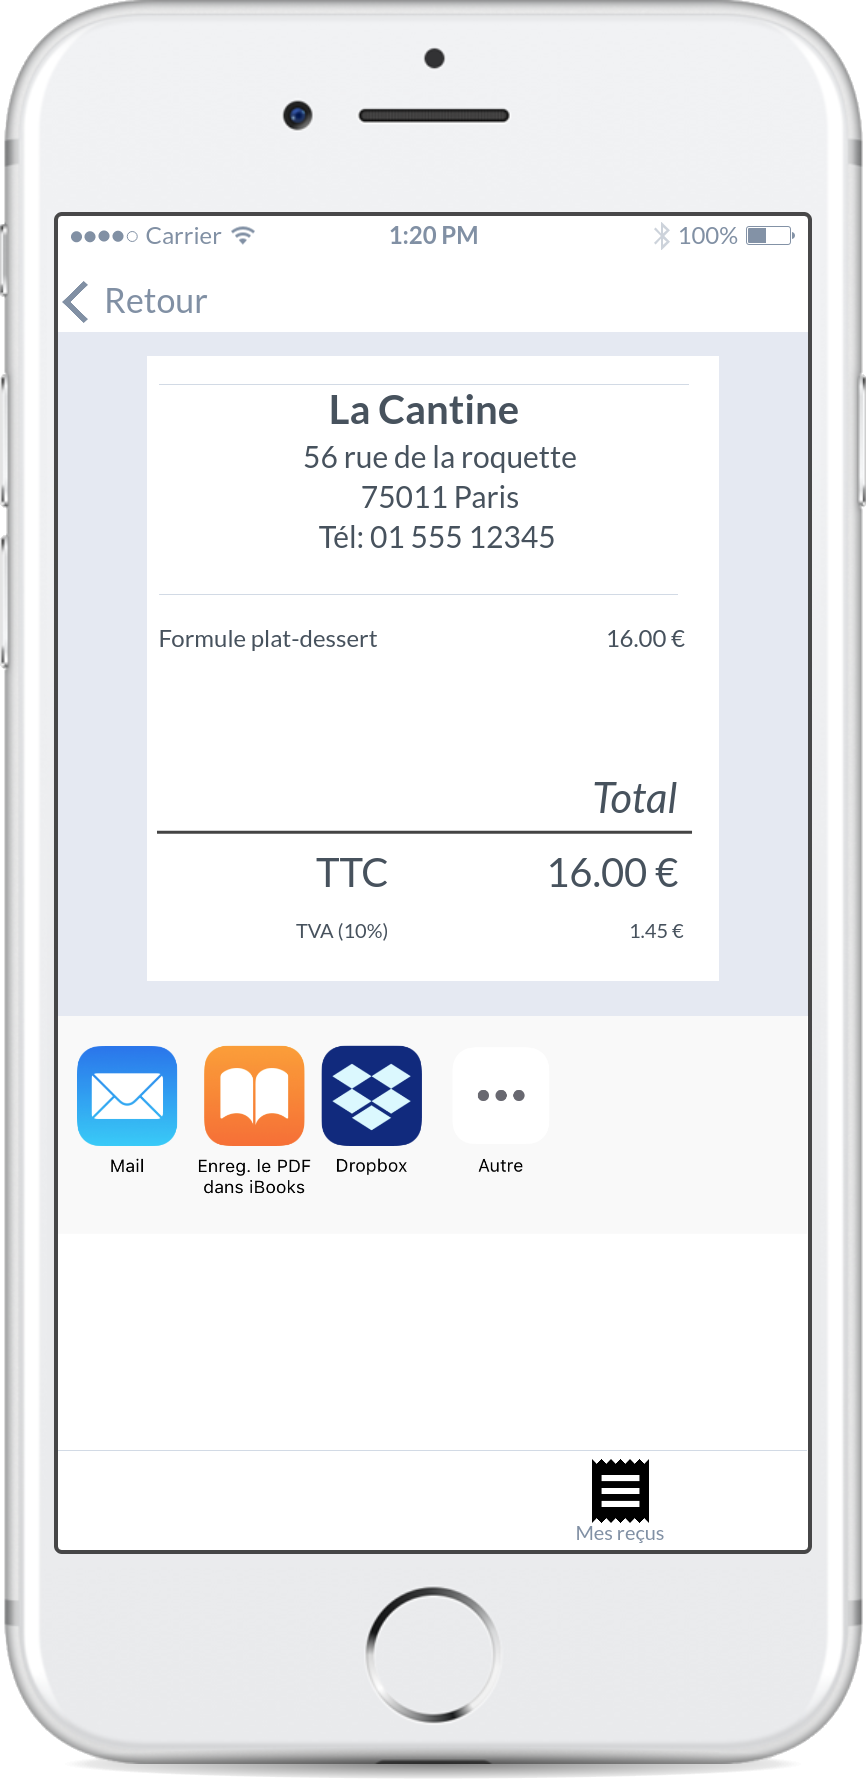 Carrier 1:20 PM 100%
Retour
La Cantine
56 rue de la roquette
75011 Paris
Tél: 01 555 12345
Formule plat-dessert 16.00 €
Total
TTC 16.00 €
TVA (10%) 1.45 €
Mail
Enreg. le PDF
dans iBooks
Dropbox
Autre
Mes reçus